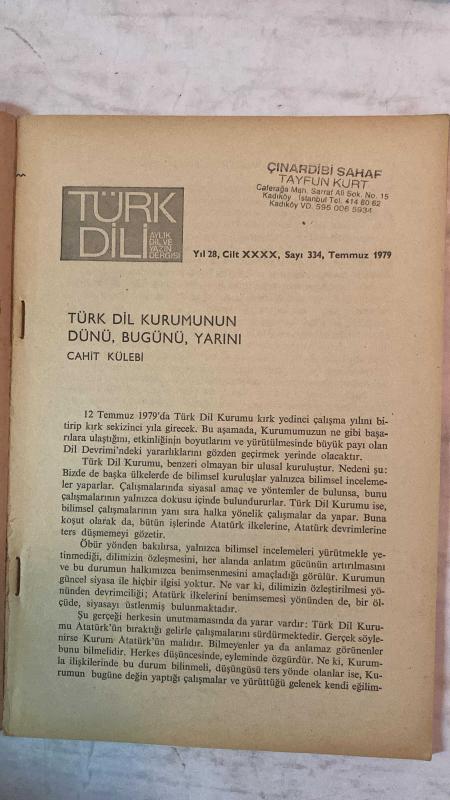 ÇINARDİBİ SAHAF
TAYFUN KURT
Caferağa Mah. Sarraf Ali Sok. No. 15
Kadıköy İstanbul Tel. 414 60 62
Kadıköy VD. 595 006 5934
TÜRK
DİLİ
AYLIK
DİL VE
YAZIN
DERGİSİ
Yıl 28, Cilt XXXX, Sayı 334, Temmuz 1979
TÜRK DİL KURUMUNUN
DÜNÜ, BUGÜNÜ, YARINI
CAHİT KÜLEBİ
12 Temmuz 1979'da Türk Dil Kurumu kırk yedinci çalışma yılını bi-
tirip kırk sekizinci yıla girecek. Bu aşamada, Kurumumuzun ne gibi başa-
rılara ulaştığını, etkinliğinin boyutlarını ve yürütülmesinde büyük payı olan
Dil Devrimi'ndeki yararlıklarını gözden geçirmek yerinde olacaktır.
Türk Dil Kurumu, benzeri olmayan bir ulusal kuruluştur. Nedeni şu:
Bizde de başka ülkelerde de bilimsel kuruluşlar yalnızca bilimsel inceleme-
ler yaparlar. Çalışmalarında siyasal amaç ve yöntemler de bulunsa, bunu
çalışmalarının yalnızca dokusu içinde bulundururlar. Türk Dil Kurumu ise,
bilimsel çalışmalarının yanı sıra halka yönelik çalışmalar da yapar. Buna
koşut olarak da, bütün işlerinde Atatürk ilkelerine, Atatürk devrimlerine
ters düşmemeyi gözetir.
Öbür yönden bakılırsa, yalnızca bilimsel incelemeleri yürütmekle ye-
tinmediği, dilimizin özleşmesini, her alanda anlatım gücünün artırılmasını
ve bu durumun halkımızca benimsenmesini amaçladığı görülür. Kurumun
güncel siyasa ile hiçbir ilgisi yoktur. Ne var ki, dilimizin özleştirilmesi yö-
nünden devrimciliği; Atatürk ilkelerini benimsemesi yönünden de, bir öl-
çüde, siyasayı üstlenmiş bulunmaktadır.
Şu gerçeği herkesin unutmamasında da yarar vardır: Türk Dil Kuru-
mu Atatürk'ün bıraktığı gelirle çalışmalarını sürdürmektedir. Gerçek söyle-
nirse Kurum Atatürk'ün malıdır. Bilmeyenler ya da anlamaz görünenler
bunu bilmelidir. Herkes düşüncesinde, eyleminde özgürdür. Ne ki, Kurum-
la ilişkilerinde bu durum bilinmeli, düşüngüsü ters yönde olanlar ise, Ku-
rumun bugüne değin yaptığı çalışmalar ve yürüttüğü gelenek kendi eğilim-